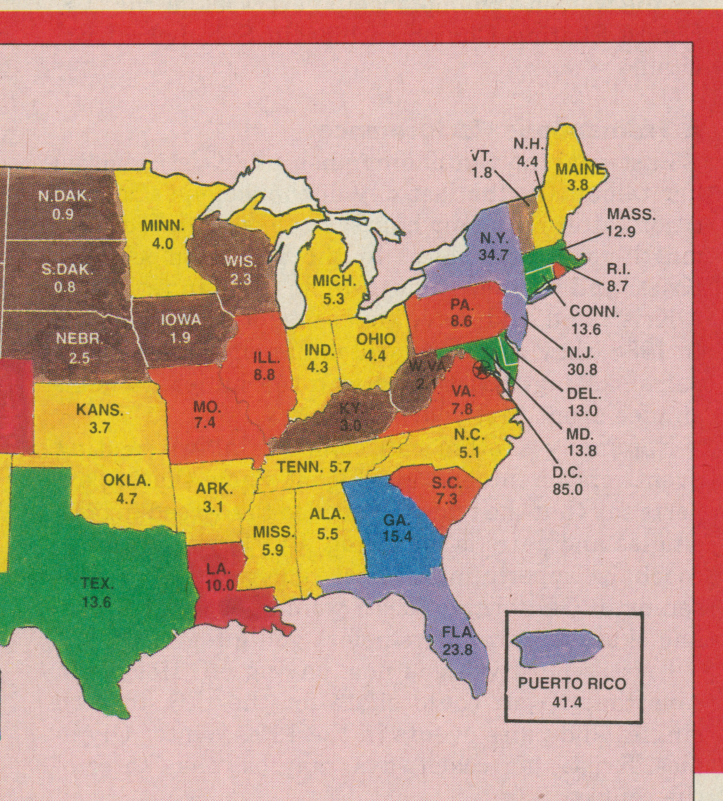 N.DAK.
0.9
S.DAK.
0.8
NEBR.
2.5
KANS.
3.7
OKLA.
4.7
TEX.
13.6
MINN.
4.0
IOWA
1.9
MO.
7.4
ARK.
3.1
LA.
10.0
WIS.
2.3
ILL.
8.8
MICH.
5.3
IND.
4.3
OHIO
4.4
KY.
3.0
TENN. 5.7
MISS.
5.9
ALA.
5.5
GA.
15.4
FLA.
23.8
S.C.
7.3
N.C.
5.1
VA.
7.8
W.VA.
2.1
PA.
8.6
N.Y.
34.7
VT.
1.8
N.H.
4.4
MAINE
3.8
MASS.
12.9
R.I.
8.7
CONN.
13.6
N.J.
30.8
DEL.
13.0
MD.
13.8
D.C.
85.0
PUERTO RICO
41.4